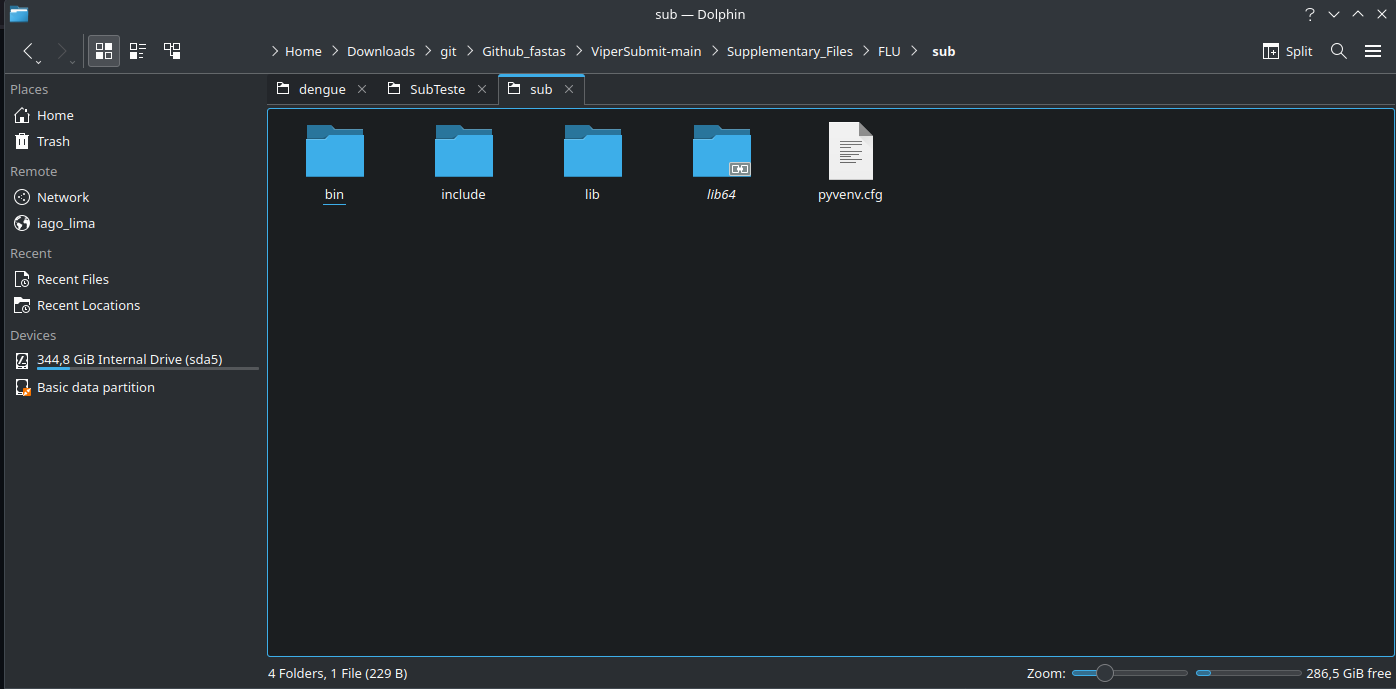 sub — Dolphin
Home Downloads git Github_fastas ViperSubmit-main Supplementary_Files FLU sub
Split
Places
Home
Trash
Remote
Network
iago_lima
Recent
Recent Files
Recent Locations
Devices
344,8 GiB Internal Drive (sda5)
Basic data partition
dengue SubTeste sub
bin include lib lib64 pyvenv.cfg
4 Folders, 1 File (229 B)
Zoom:
286,5 GiB free